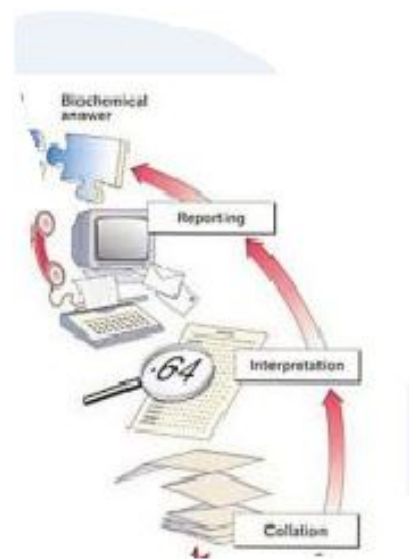 Biochemical
answer
Reporting
·64
Interpretation
Collation